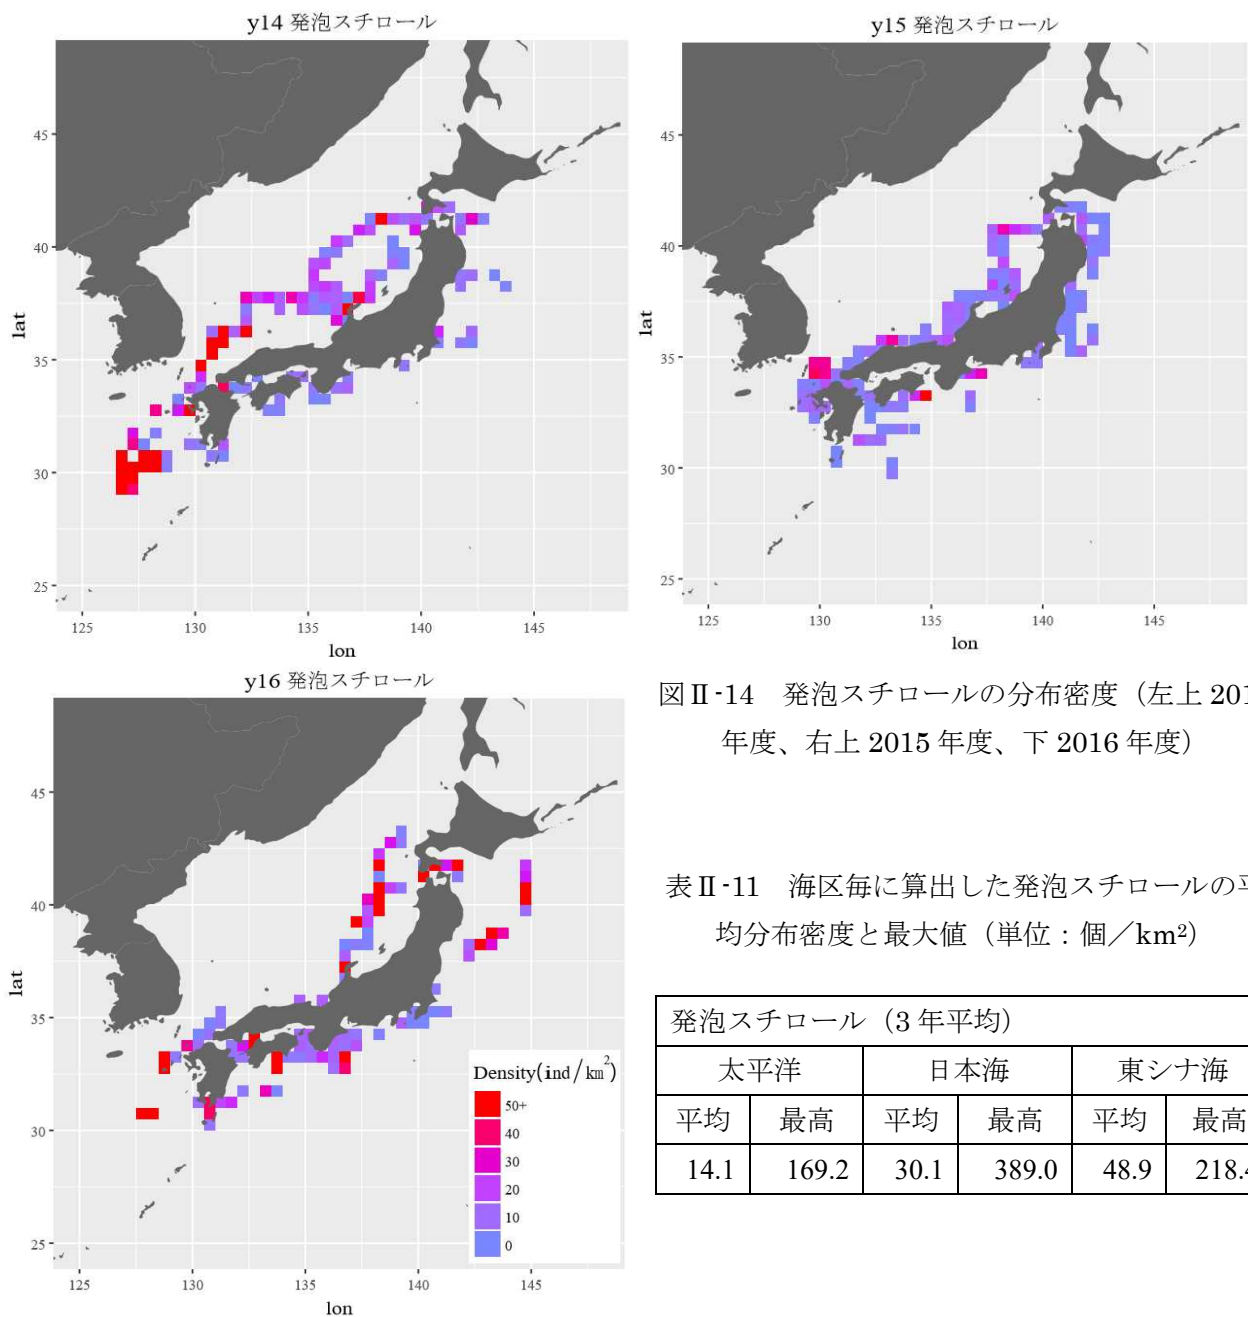 y14 発泡スチロール
45
40
35
30
25
lat
125 130 135 140 145
lon
y15 発泡スチロール
45
40
35
30
25
lat
125 130 135 140 145
lon
y16 発泡スチロール
45
40
35
30
25
lat
125 130 135 140 145
lon
Density(ind/km²)
50+
40
30
20
10
0
図Ⅱ-14 発泡スチロールの分布密度（左上 201
年度、右上 2015 年度、下 2016 年度）
表Ⅱ-11 海区毎に算出した発泡スチロールの平
均分布密度と最大値（単位：個／km²）
発泡スチロール（3 年平均）
太平洋 日本海 東シナ海
平均 最高 平均 最高 平均 最高
14.1 169.2 30.1 389.0 48.9 218.4